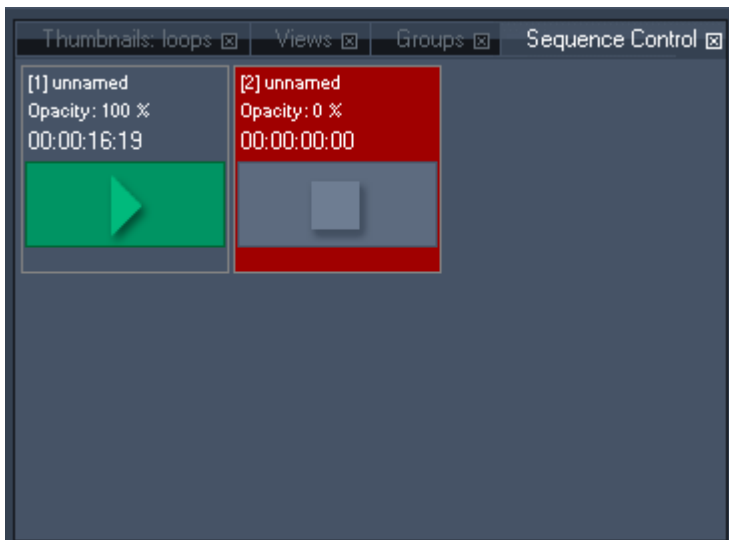 Thumbnails: loops Views Groups Sequence Control
[1] unnamed
Opacity: 100 %
00:00:16:19
[2] unnamed
Opacity: 0 %
00:00:00:00